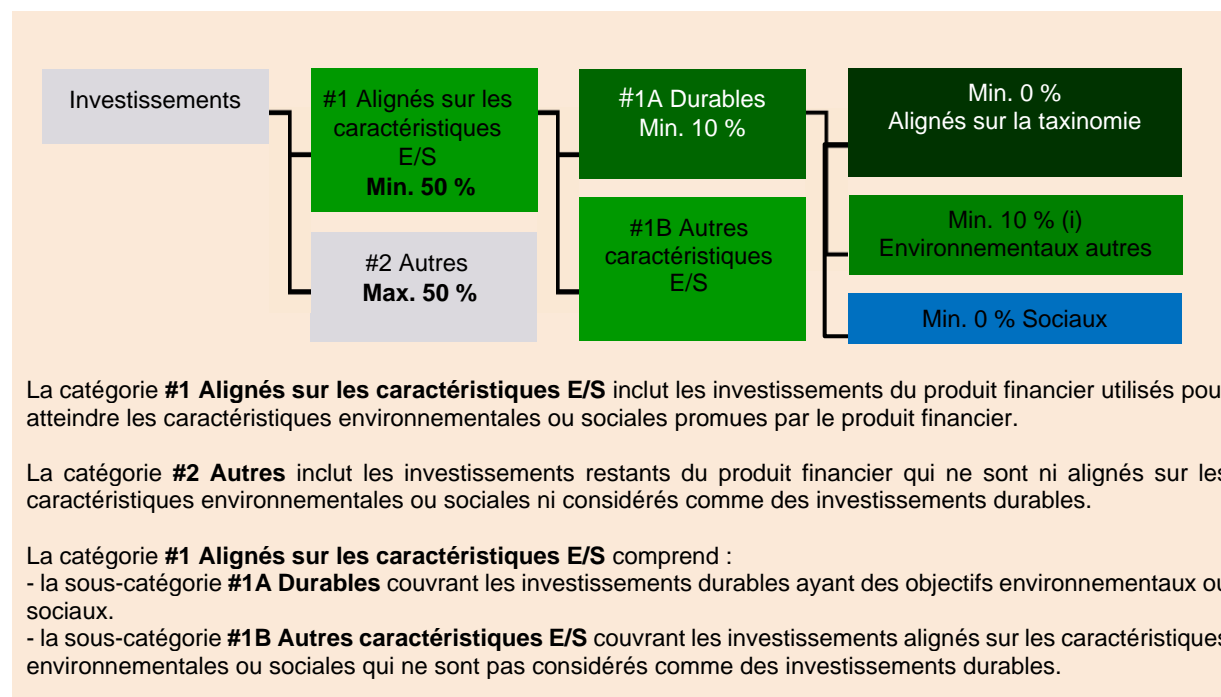 Investissements
#1 Alignés sur les
caractéristiques
E/S
Min. 50 %
#2 Autres
Max. 50 %
#1A Durables
Min. 10 %
#1B Autres
caractéristiques
E/S
Min. 0 %
Alignés sur la taxinomie
Min. 10 % (i)
Environnementaux autres
Min. 0 % Sociaux
La catégorie #1 Alignés sur les caractéristiques E/S inclut les investissements du produit financier utilisés pou
atteindre les caractéristiques environnementales ou sociales promues par le produit financier.
La catégorie #2 Autres inclut les investissements restants du produit financier qui ne sont ni alignés sur les
caractéristiques environnementales ou sociales ni considérés comme des investissements durables.
La catégorie #1 Alignés sur les caractéristiques E/S comprend :
- la sous-catégorie #1A Durables couvrant les investissements durables ayant des objectifs environnementaux ou
sociaux.
- la sous-catégorie #1B Autres caractéristiques E/S couvrant les investissements alignés sur les caractéristiques
environnementales ou sociales qui ne sont pas considérés comme des investissements durables.